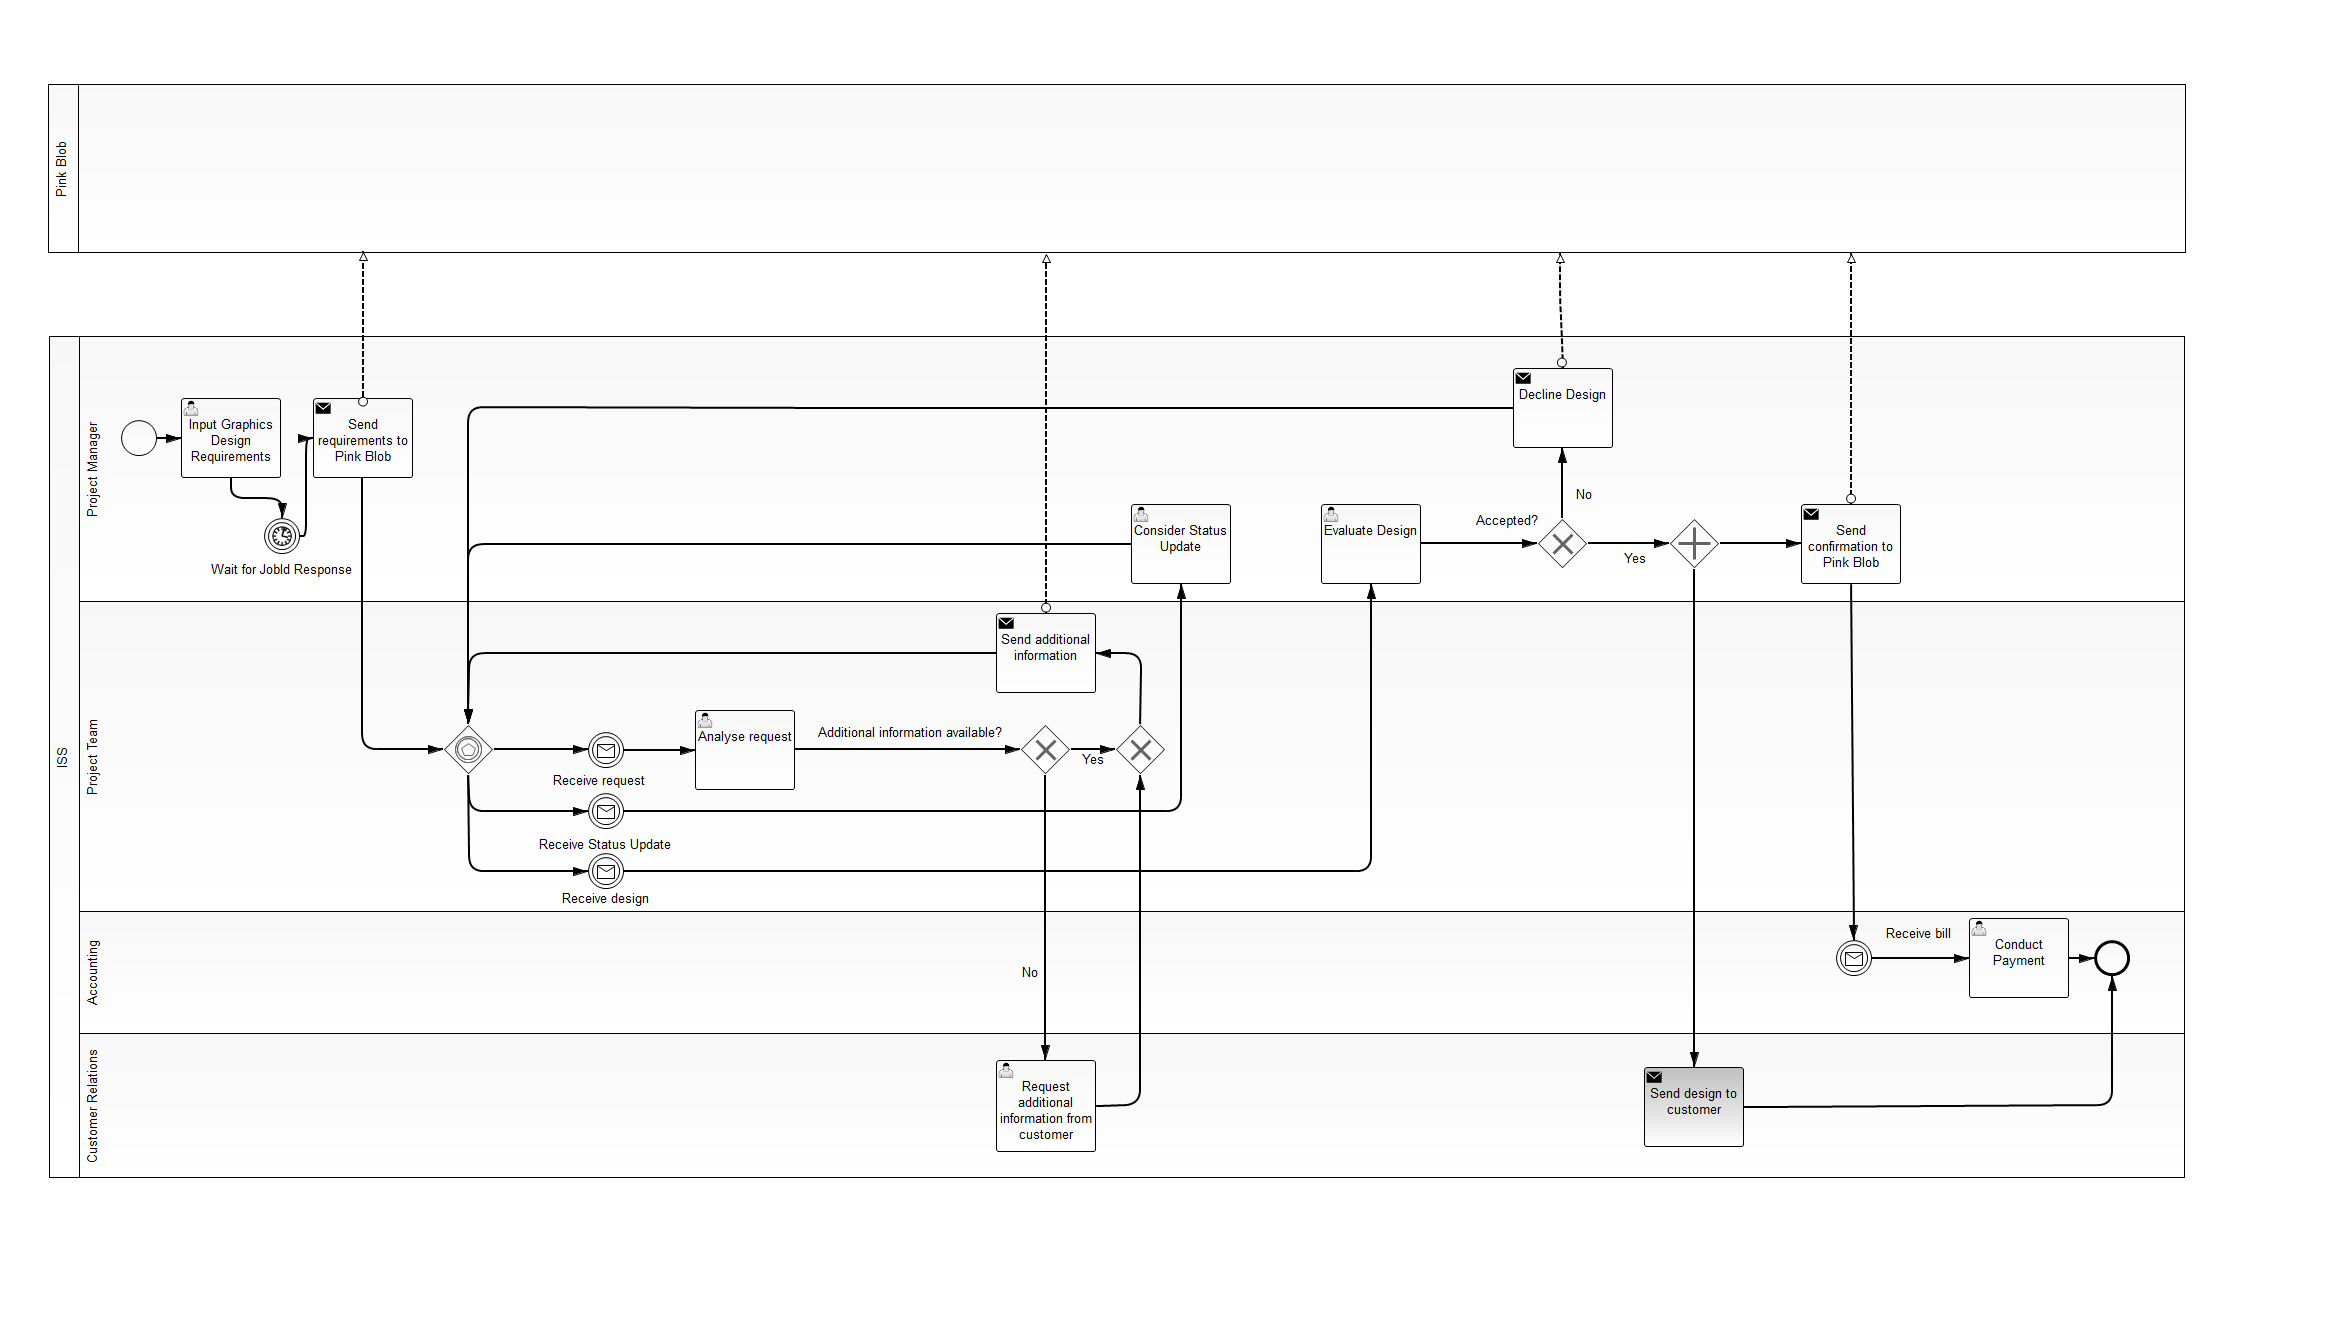 Pink Blob
ISS
Project Manager
Input Graphics
Design
Requirements
Send
requirements to
Pink Blob
Wait for JobId Response
Decline Design
No
Consider Status
Update
Evaluate Design
Accepted?
Yes
Send
confirmation to
Pink Blob
Project Team
Send additional
information
Receive request
Analyse request
Additional information available?
Yes
Receive Status Update
Receive design
Accounting
No
Receive bill
Conduct
Payment
Customer Relations
Request
additional
information from
customer
Send design to
customer